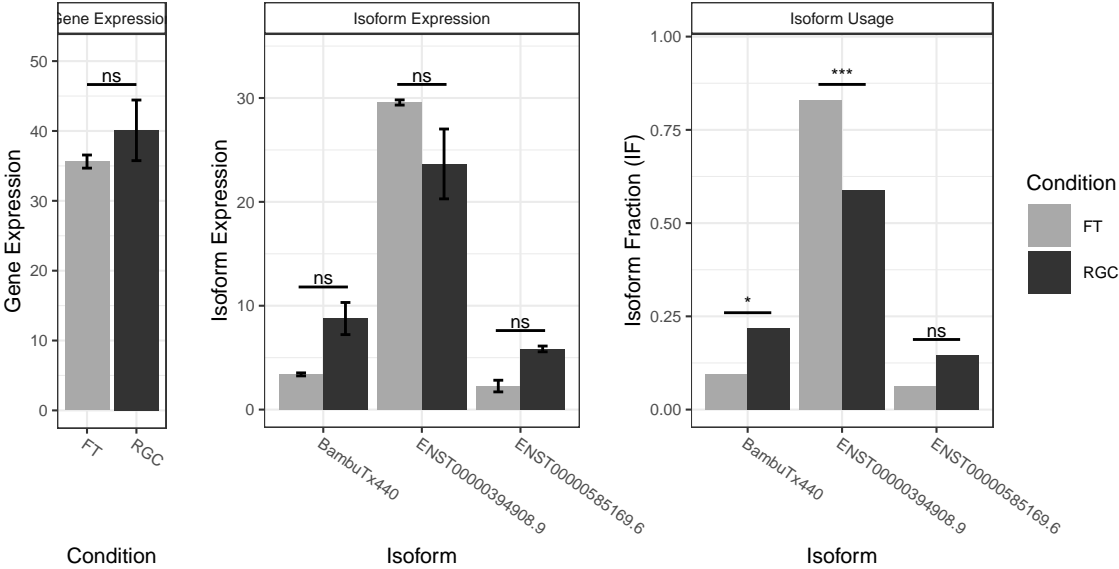 Gene Expression
Isoform Expression
Isoform Usage
Gene Expression
50
40
30
20
10
0
ns
FT
RGC
Condition
Isoform Expression
30
20
10
0
ns
ns
ns
BambuTx440
ENST00000394908.9
ENST00000585169.6
Isoform
Isoform Fraction (IF)
1.00
0.75
0.50
0.25
0.00
*
***
ns
BambuTx440
ENST00000394908.9
ENST00000585169.6
Isoform
Condition
FT
RGC